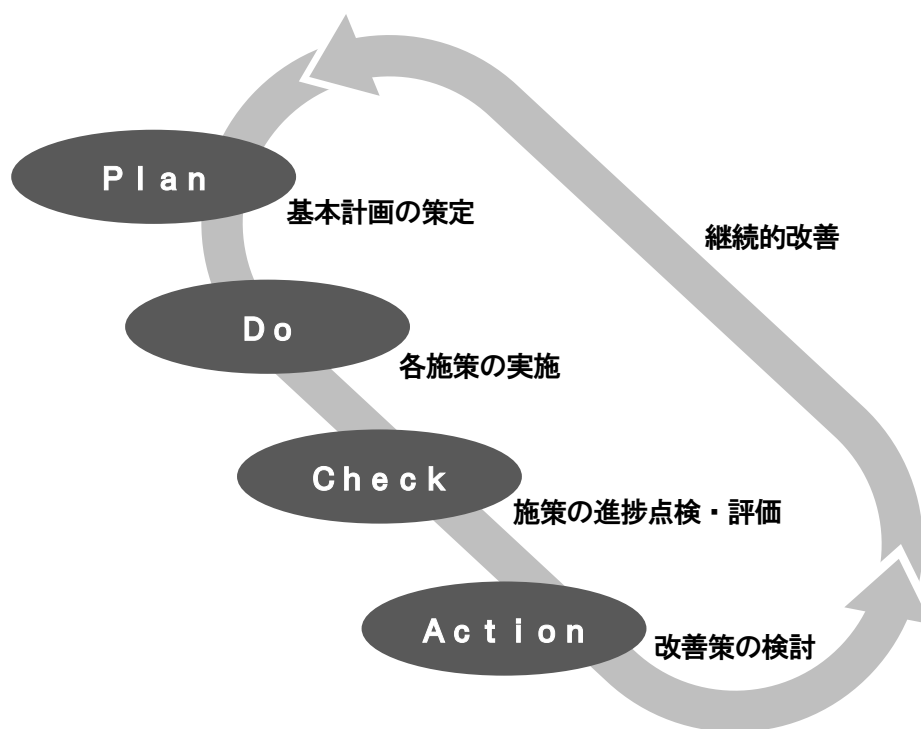 Ｐｌａｎ
基本計画の策定
継続的改善
Ｄｏ
各施策の実施
Ｃｈｅｃｋ
施策の進捗点検・評価
Ａｃｔｉｏｎ
改善策の検討